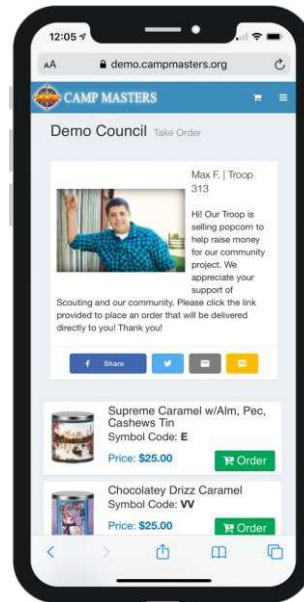 12:05
AA demo.campmasters.org
CAMP MASTERS
Demo Council Take Order
Max F. | Troop
313
Hi! Our Troop is
selling popcorn to
help raise money
for our community
project. We
appreciate your
support of
Scouting and our community. Please click the link
provided to place an order that will be delivered
directly to you! Thank you!
f Share
Supreme Caramel w/Alm, Pec,
Cashews Tin
Symbol Code: E
Price: $25.00 Order
Chocolatey Drizz Caramel
Symbol Code: VV
Price: $25.00 Order